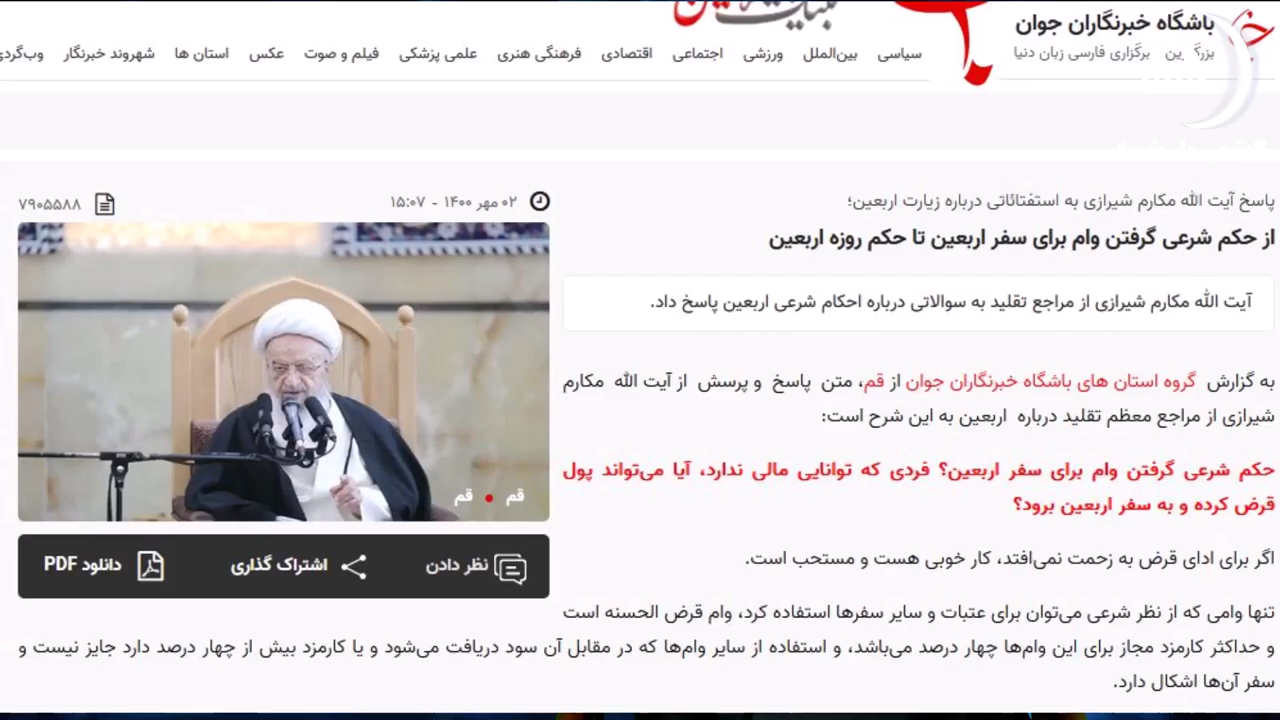 باشگاه خبرنگاران جوان
برگزاری فارسی زبان دنیا
سیاسی بین‌الملل ورزشی اجتماعی اقتصادی فرهنگی هنری علمی پزشکی فیلم و صوت عکس استان ها شهروند خبرنگار وب‌گردی
پاسخ آیت الله مکارم شیرازی به استفتائاتی درباره زیارت اربعین؛
۰۲ مهر ۱۴۰۰ - ۱۵:۰۷
۷۹۰۵۵۸۸
از حکم شرعی گرفتن وام برای سفر اربعین تا حکم روزه اربعین
آیت الله مکارم شیرازی از مراجع تقلید به سوالاتی درباره احکام شرعی اربعین پاسخ داد.
به گزارش گروه استان های باشگاه خبرنگاران جوان از قم، متن پاسخ و پرسش از آیت الله مکارم
شیرازی از مراجع معظم تقلید درباره اربعین به این شرح است:
حکم شرعی گرفتن وام برای سفر اربعین؟ فردی که توانایی مالی ندارد، آیا می‌تواند پول
قرض کرده و به سفر اربعین برود؟
قم • قم
اگر برای ادای قرض به زحمت نمی‌افتد، کار خوبی هست و مستحب است.
نظر دادن اشتراک گذاری دانلود PDF
تنها وامی که از نظر شرعی می‌توان برای عتبات و سایر سفرها استفاده کرد، وام قرض الحسنه است
و حداکثر کارمزد مجاز برای این وام‌ها چهار درصد می‌باشد، و استفاده از سایر وام‌ها که در مقابل آن سود دریافت می‌شود و یا کارمزد بیش از چهار درصد دارد جایز نیست و
سفر آن‌ها اشکال دارد.